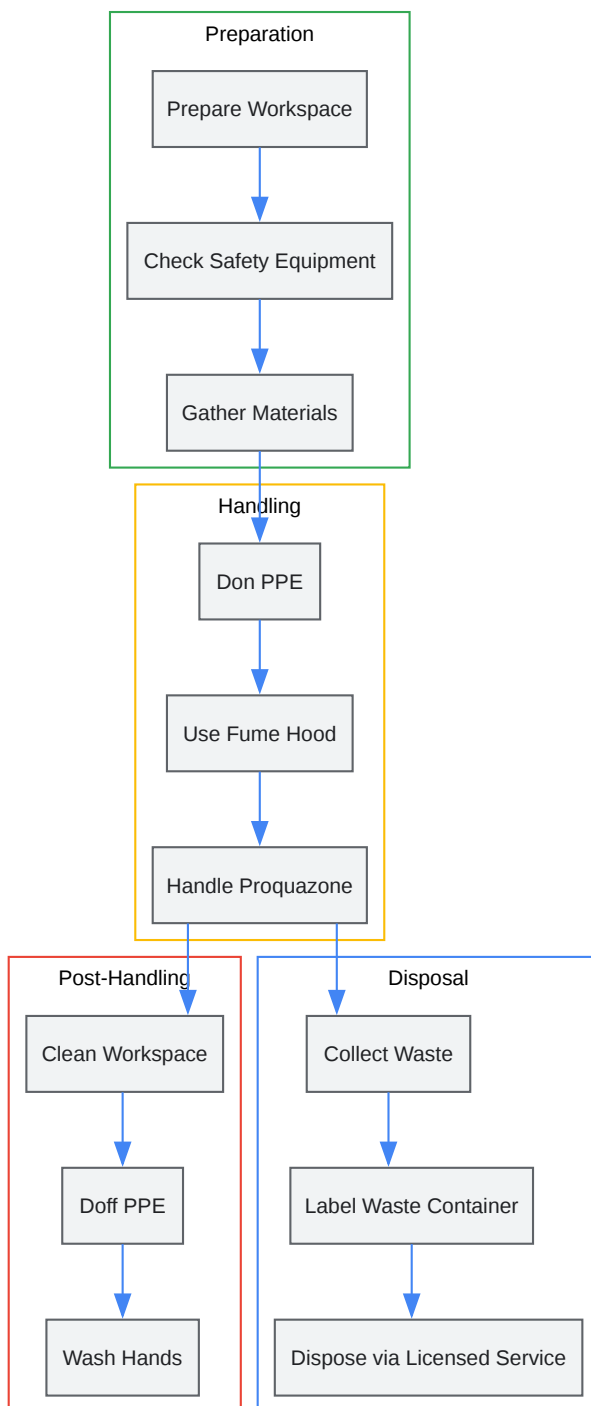 Preparation
Prepare Workspace
Check Safety Equipment
Gather Materials
Handling
Don PPE
Use Fume Hood
Handle Proquazone
Post-Handling
Clean Workspace
Doff PPE
Wash Hands
Disposal
Collect Waste
Label Waste Container
Dispose via Licensed Service